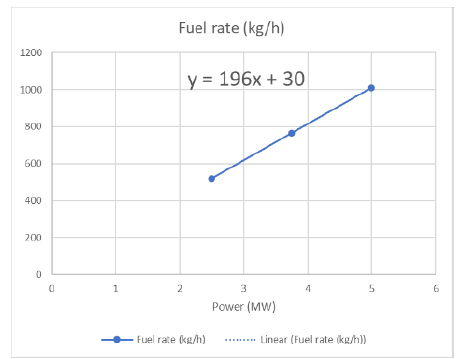 Fuel rate (kg/h)
y = 196x + 30
1200
1000
800
600
400
200
0
0 1 2 3 4 5 6
Power (MW)
Fuel rate (kg/h) Linear (Fuel rate (kg/h))